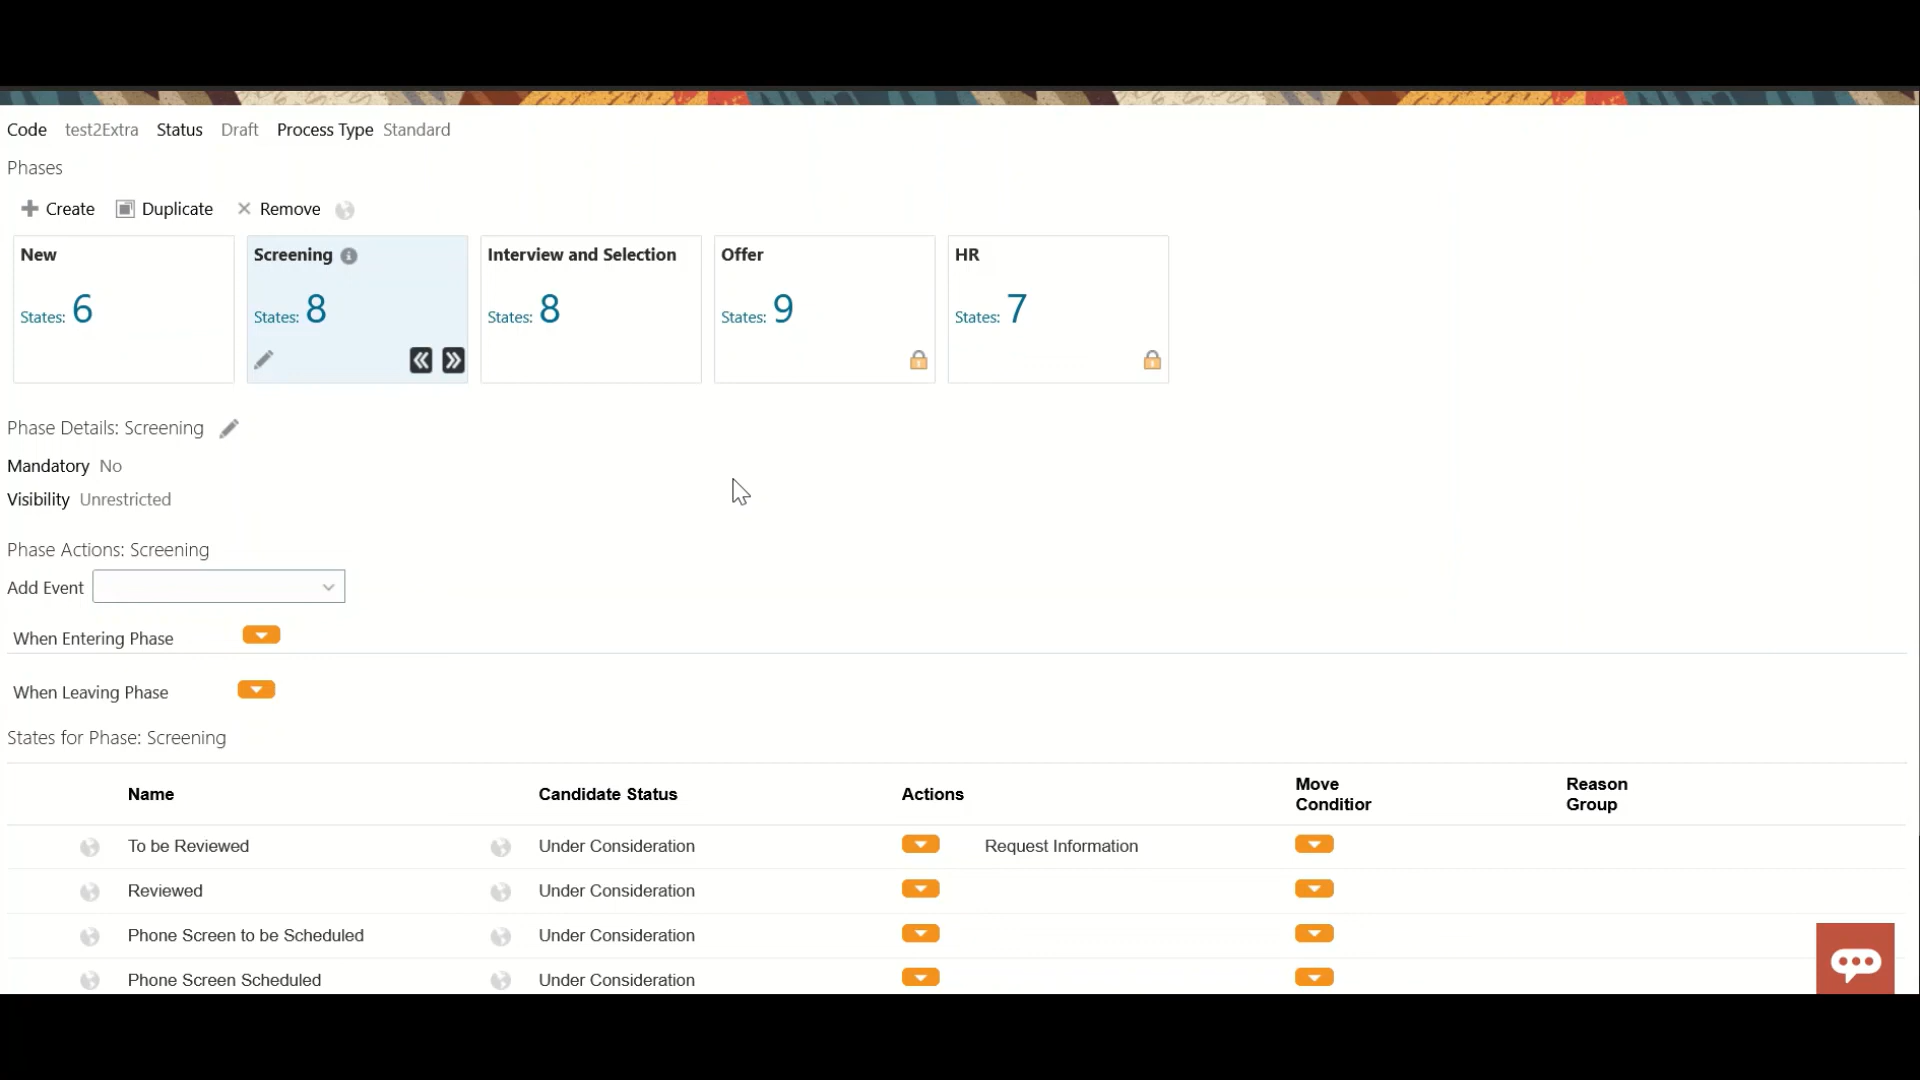 Code test2Extra Status Draft Process Type Standard
Phases
Create Duplicate Remove
New
States: 6
Screening
States: 8
Interview and Selection
States: 8
Offer
States: 9
HR
States: 7
Phase Details: Screening
Mandatory No
Visibility Unrestricted
Phase Actions: Screening
Add Event
When Entering Phase
When Leaving Phase
States for Phase: Screening
Name Candidate Status Actions Move Conditior Reason Group
To be Reviewed Under Consideration Request Information
Reviewed Under Consideration
Phone Screen to be Scheduled Under Consideration
Phone Screen Scheduled Under Consideration